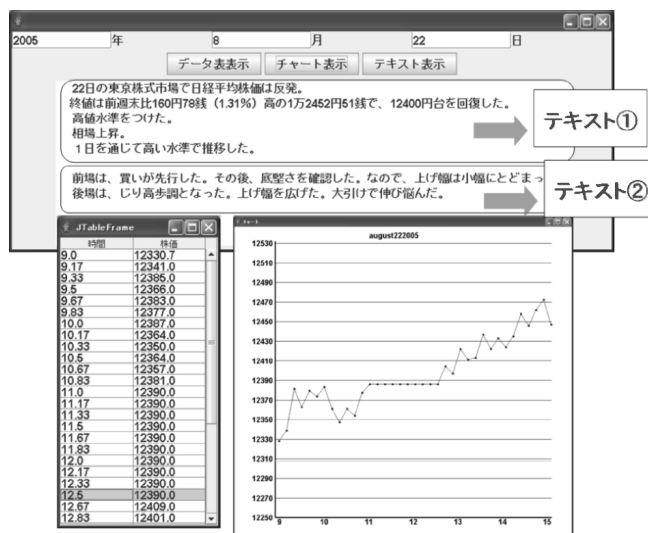 2005 年 8 月 22 日
データ表表示 チャート表示 テキスト表示
22日の東京株式市場で日経平均株価は反発。
終値は前週末比160円78銭（1.31%）高の1万2452円51銭で、12400円台を回復した。
高値水準をつけた。
相場上昇。
1日を通じて高い水準で推移した。
テキスト①
前場は、買いが先行した。その後、底堅さを確認した。なので、上げ幅は小幅にとどまっ
後場は、じり高歩調となった。上げ幅を広げた。大引けで伸び悩んだ。
テキスト②
JTableFrame
時間 株価
9.0 12330.7
9.17 12341.0
9.33 12385.0
9.5 12366.0
9.67 12383.0
9.83 12377.0
10.0 12387.0
10.17 12364.0
10.33 12350.0
10.5 12364.0
10.67 12357.0
10.83 12381.0
11.0 12390.0
11.17 12390.0
11.33 12390.0
11.5 12390.0
11.67 12390.0
11.83 12390.0
12.0 12390.0
12.17 12390.0
12.33 12390.0
12.5 12390.0
12.67 12409.0
12.83 12401.0
チャート
august222005
12530
12510
12490
12470
12450
12430
12410
12390
12370
12350
12330
12310
12290
12270
12250
9 10 11 12 13 14 15